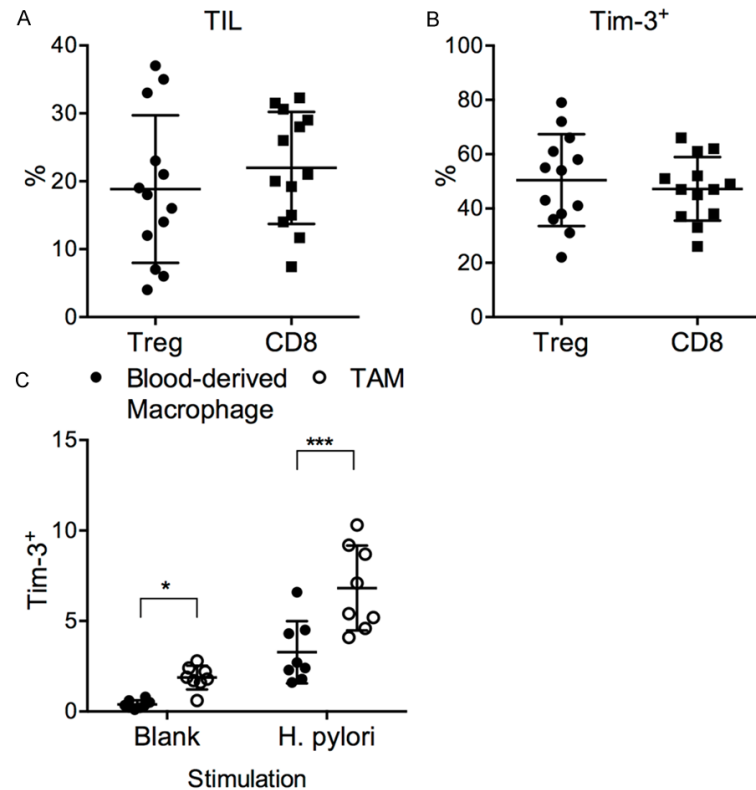 A
TIL
40
30
20
10
0
%
Treg CD8
B
Tim-3⁺
100
80
60
40
20
0
%
Treg CD8
C
Blood-derived
Macrophage
TAM
15
10
5
0
Tim-3⁺
*
***
Blank H. pylori
Stimulation